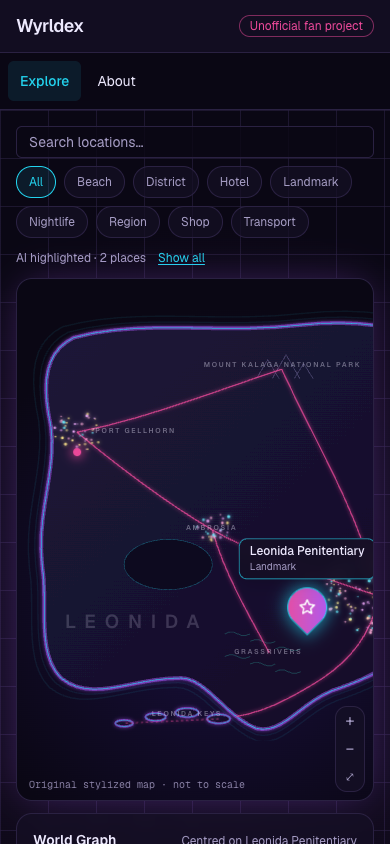 Wyrldex
Unofficial fan project
Explore
About
Search locations…
All
Beach
District
Hotel
Landmark
Nightlife
Region
Shop
Transport
AI highlighted · 2 places
Show all
MOUNT KALAGA NATIONAL PARK
PORT GELLHORN
AMBROSIA
Leonida Penitentiary
Landmark
LEONIDA
GRASSRIVERS
LEONIDA KEYS
+
−
Original stylized map · not to scale
World Graph
Centred on Leonida Penitentiary